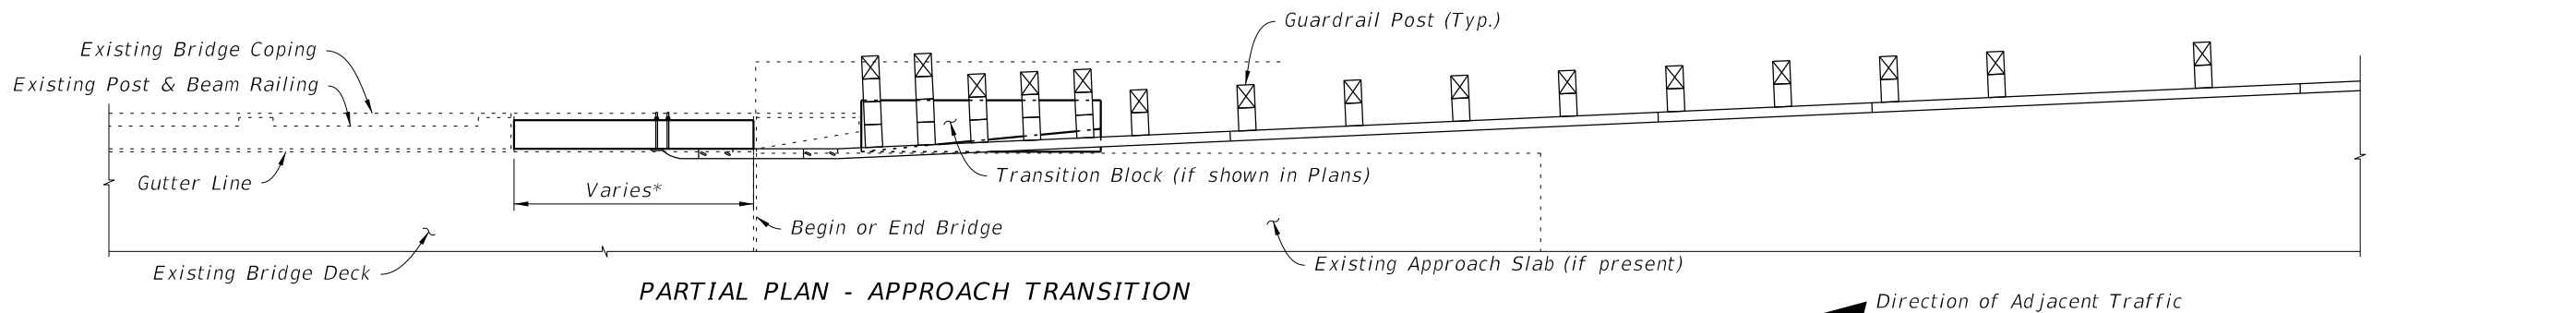 Guardrail Post (Typ.)
Existing Bridge Coping
Existing Post & Beam Railing
Transition Block (if shown in Plans)
Gutter Line
Varies*
Begin or End Bridge
Existing Approach Slab (if present)
Existing Bridge Deck
PARTIAL PLAN - APPROACH TRANSITION
Direction of Adjacent Traffic